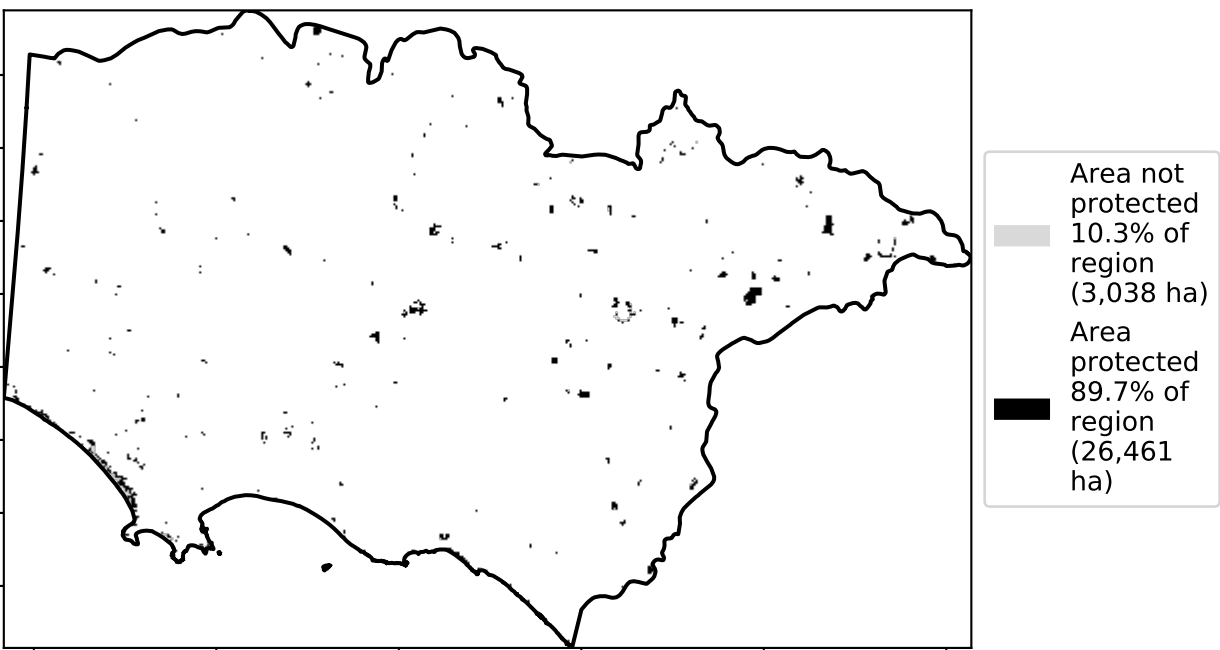 Area not
protected
10.3% of
region
(3,038 ha)
Area
protected
89.7% of
region
(26,461
ha)